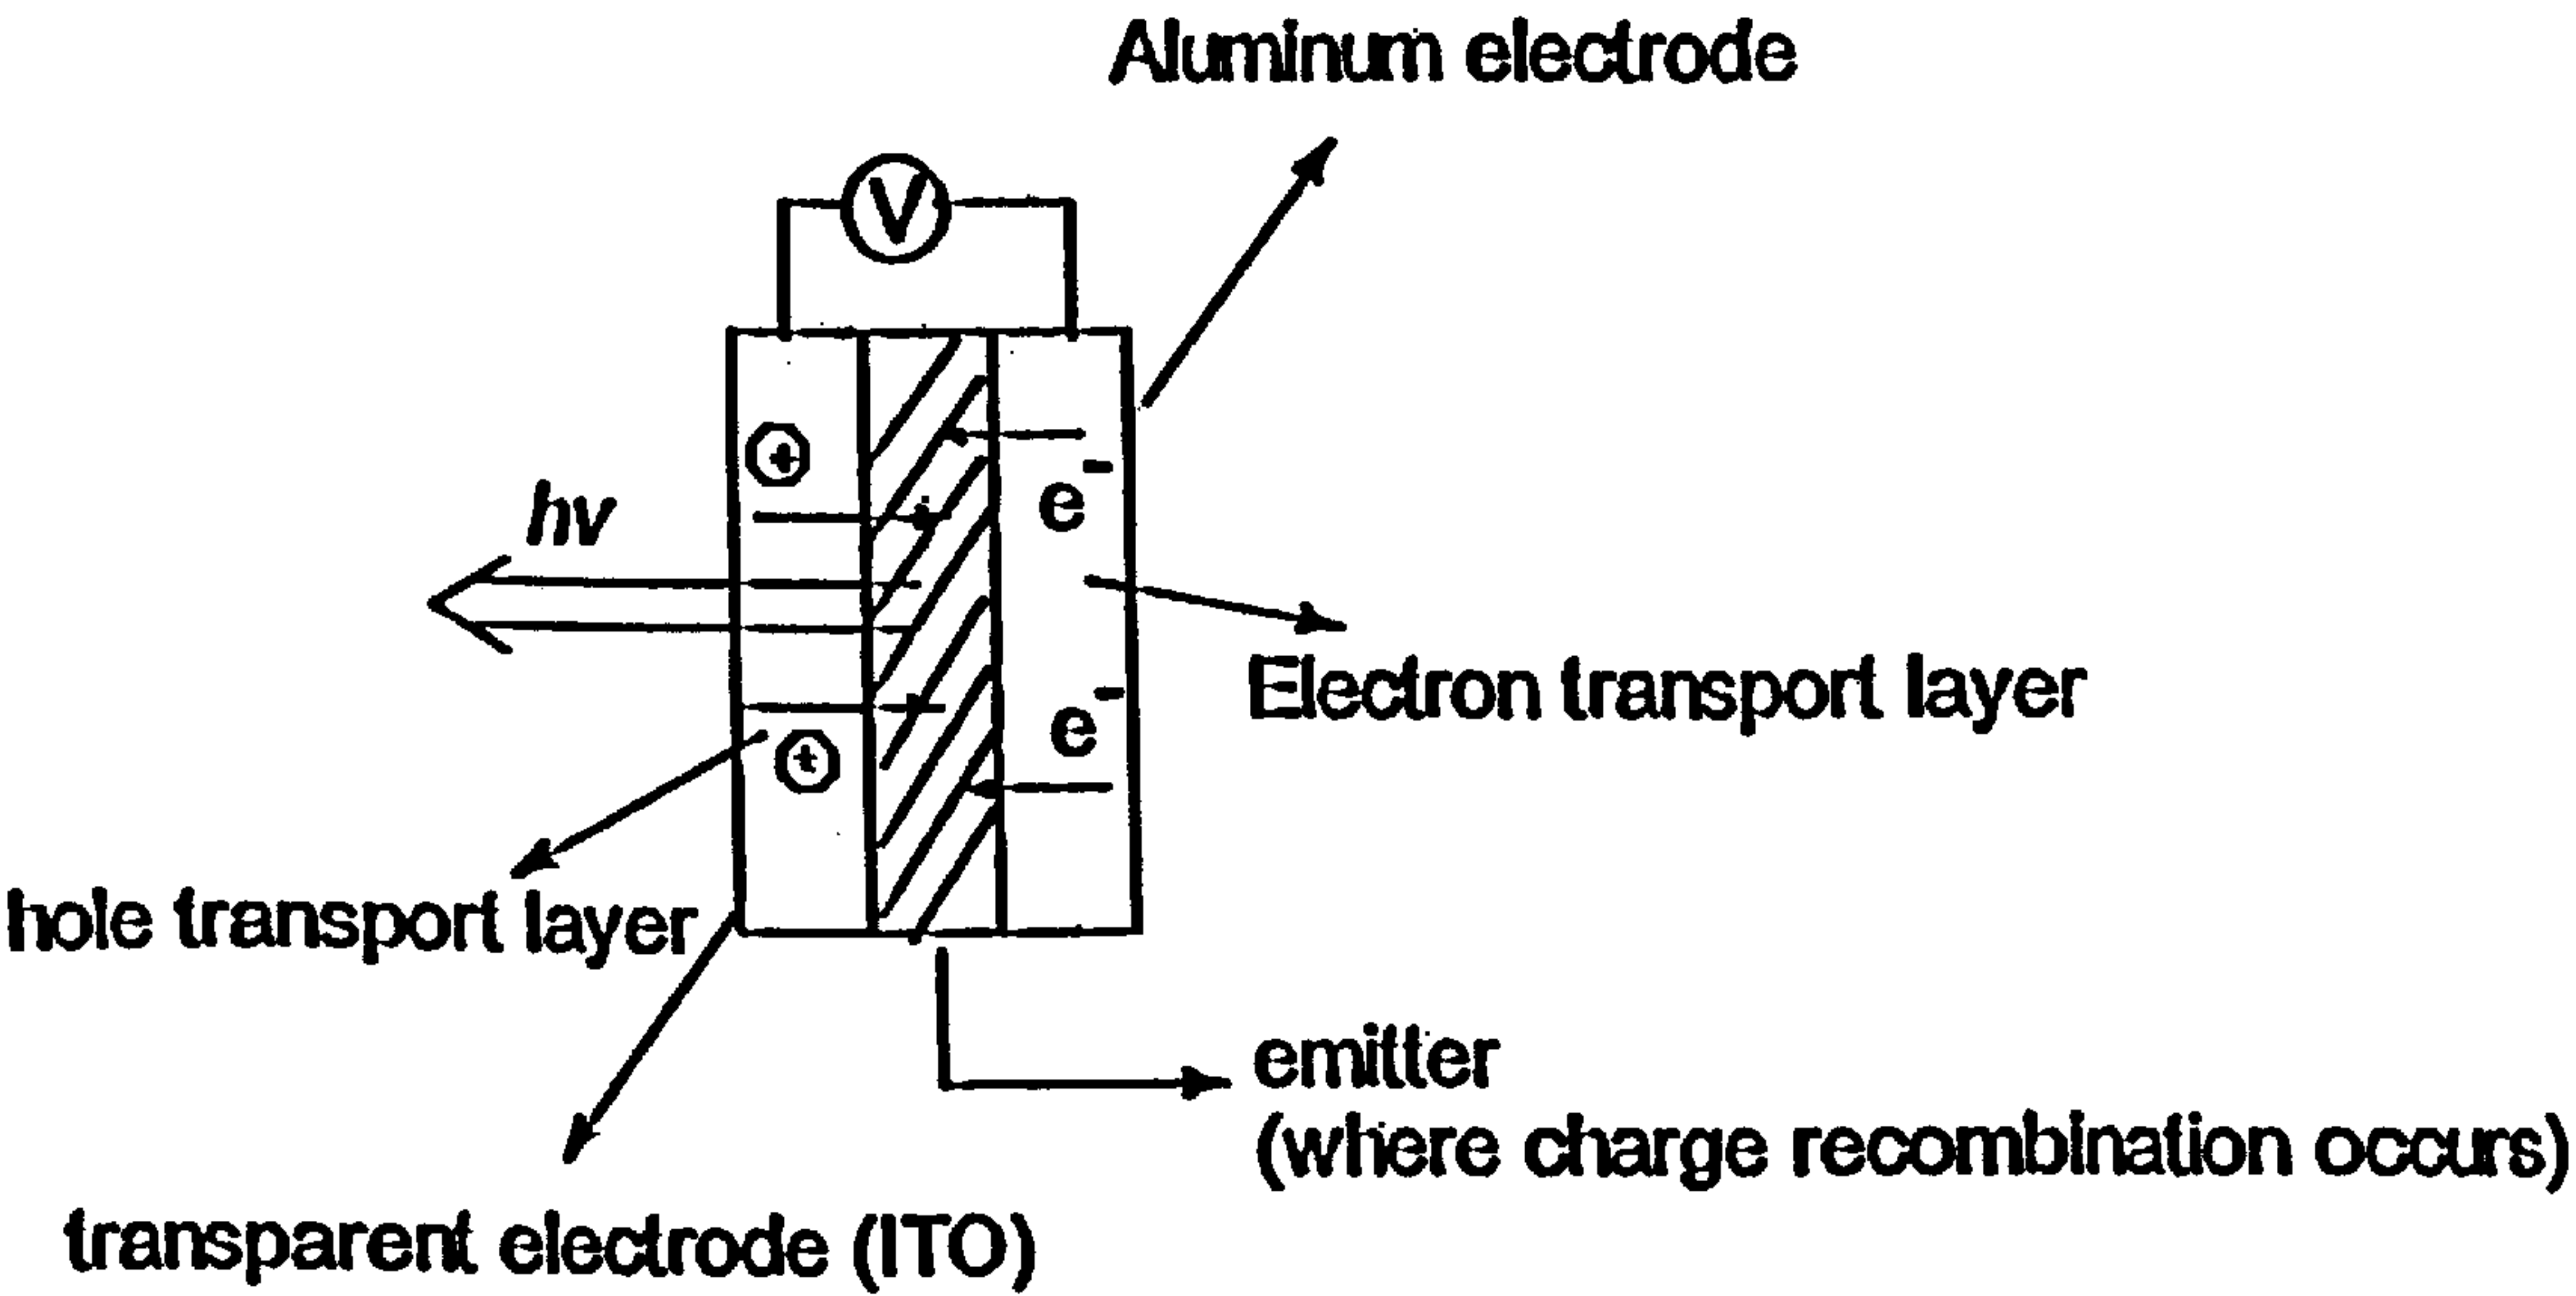 Aluminum electrode
V
+
e-
hv
Electron transport layer
e-
+
hole transport layer
emitter
(where charge recombination occurs)
transparent electrode (ITO)